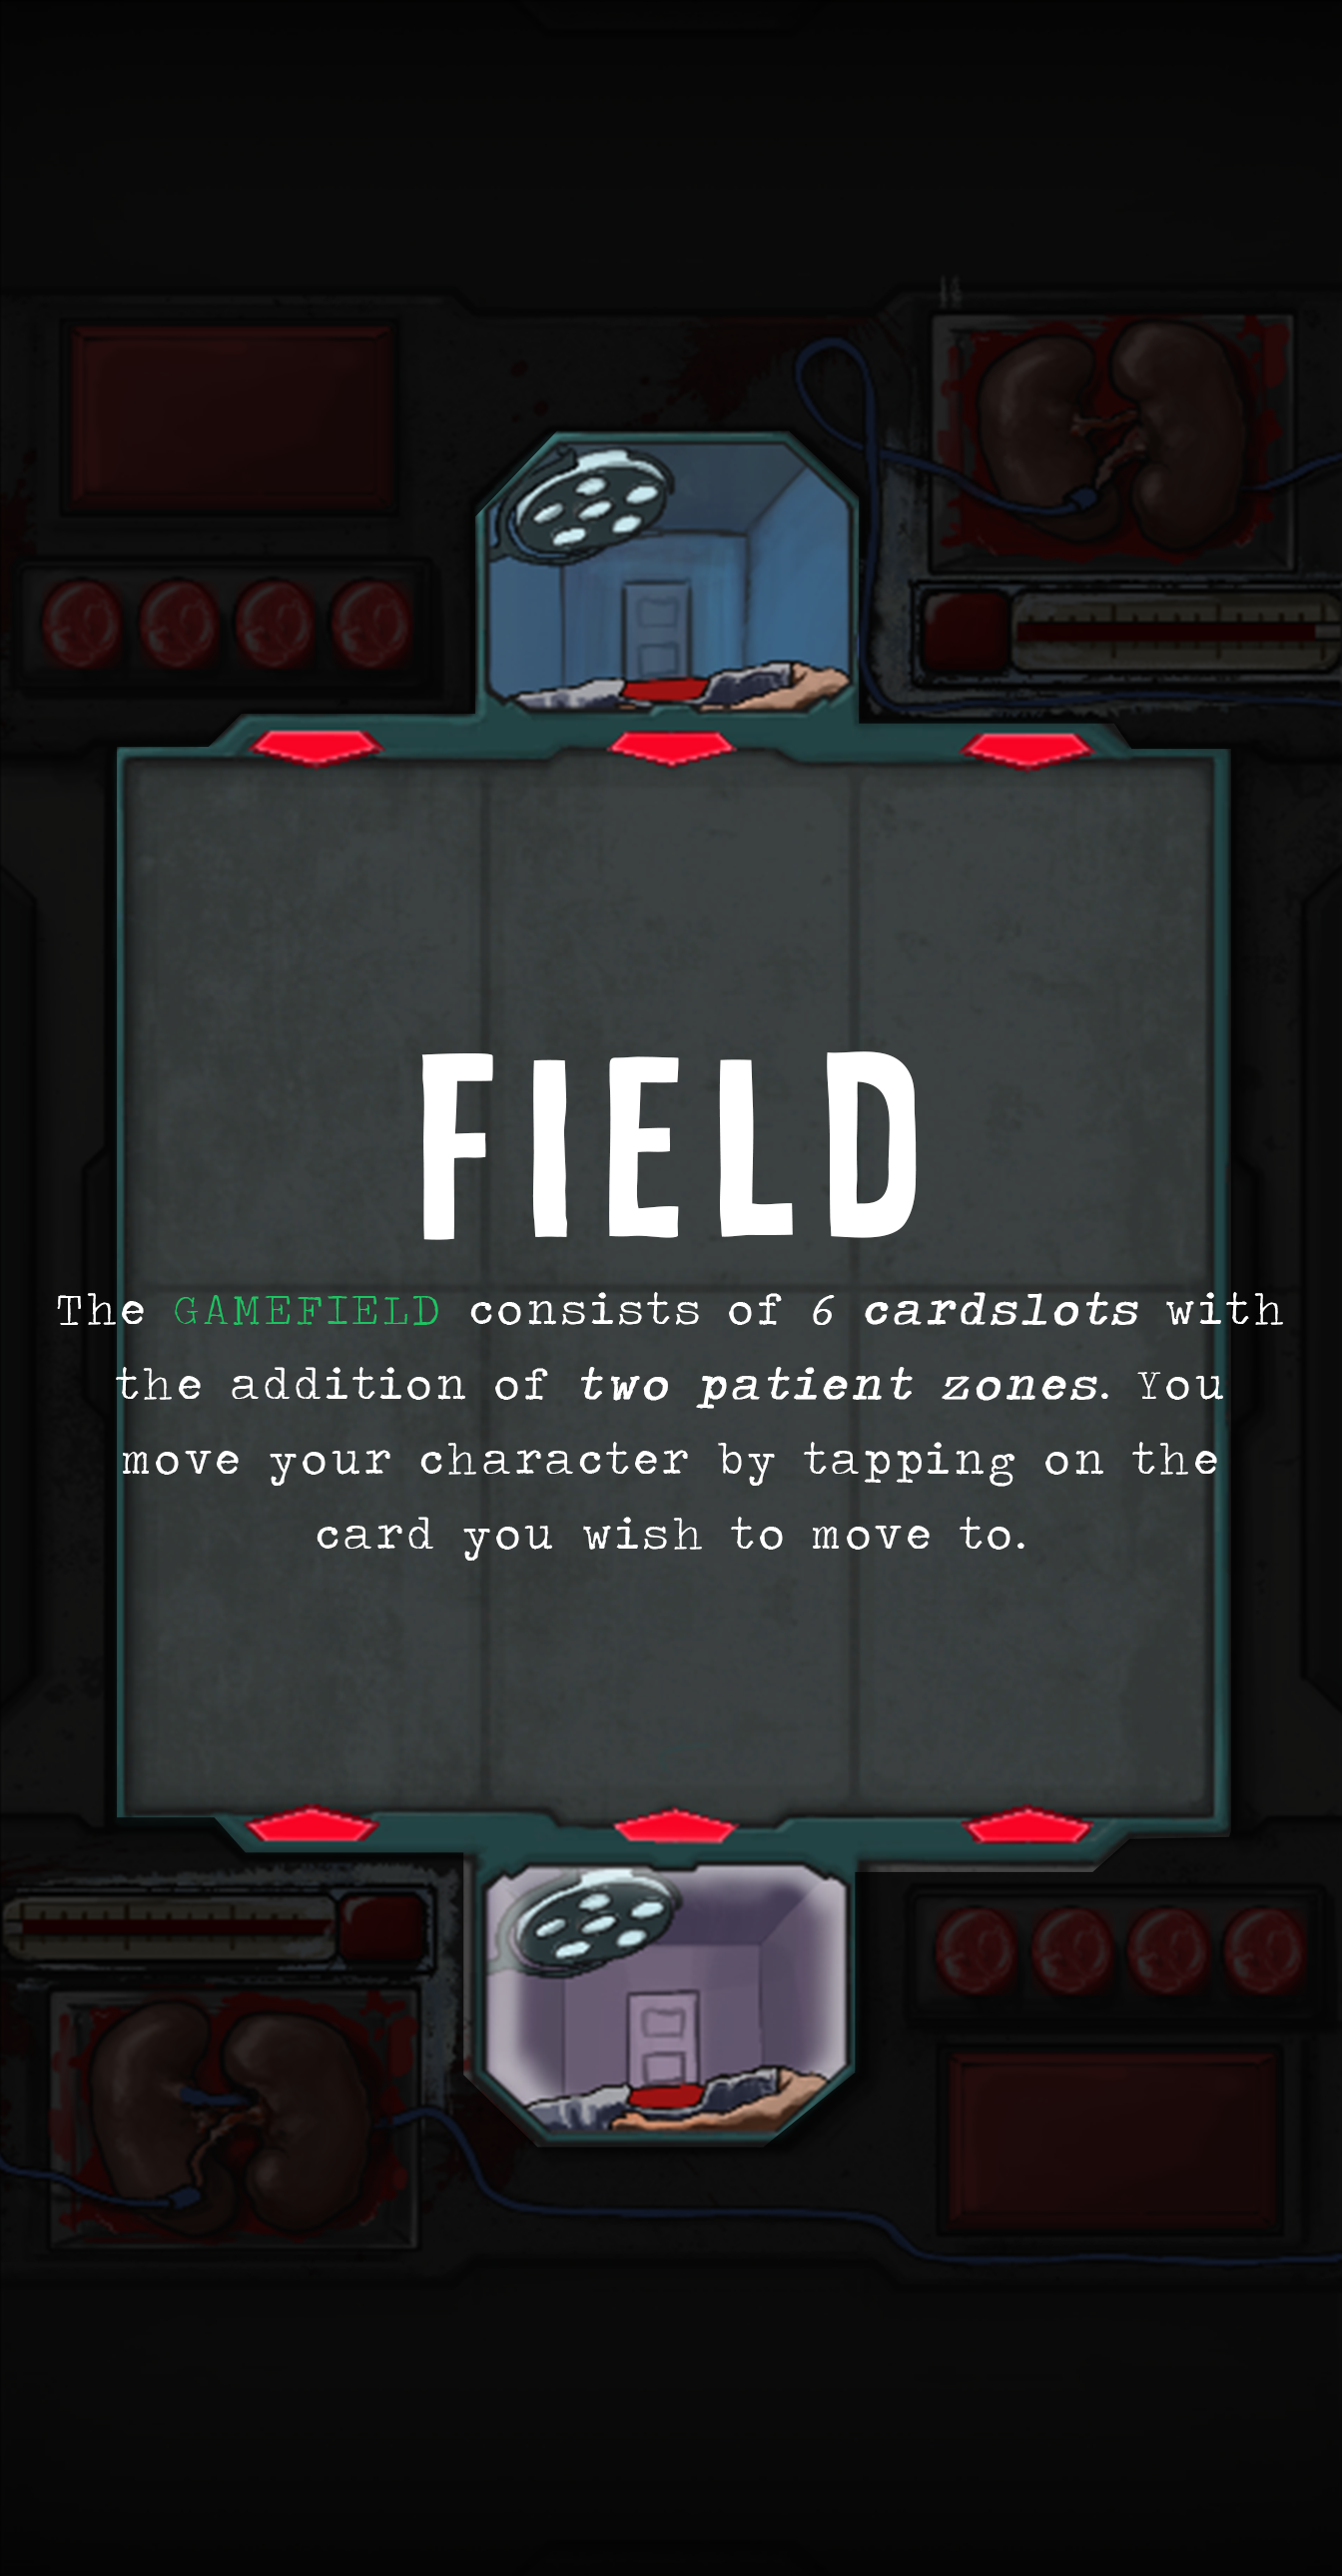 FIELD
The GAMEFIELD consists of 6 cardslots with
the addition of two patient zones. You
move your character by tapping on the
card you wish to move to.